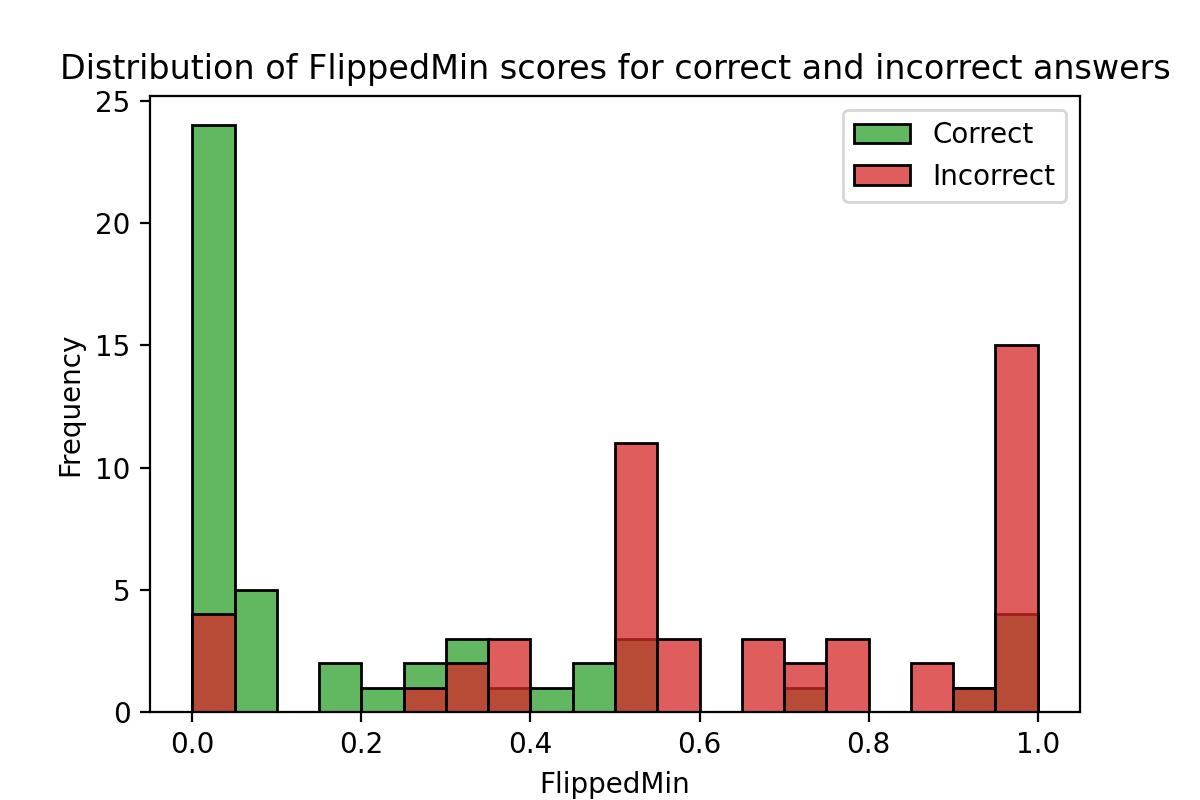 Distribution of FlippedMin scores for correct and incorrect answers
25
20
15
10
5
0
Frequency
Correct
Incorrect
0.0 0.2 0.4 0.6 0.8 1.0
FlippedMin